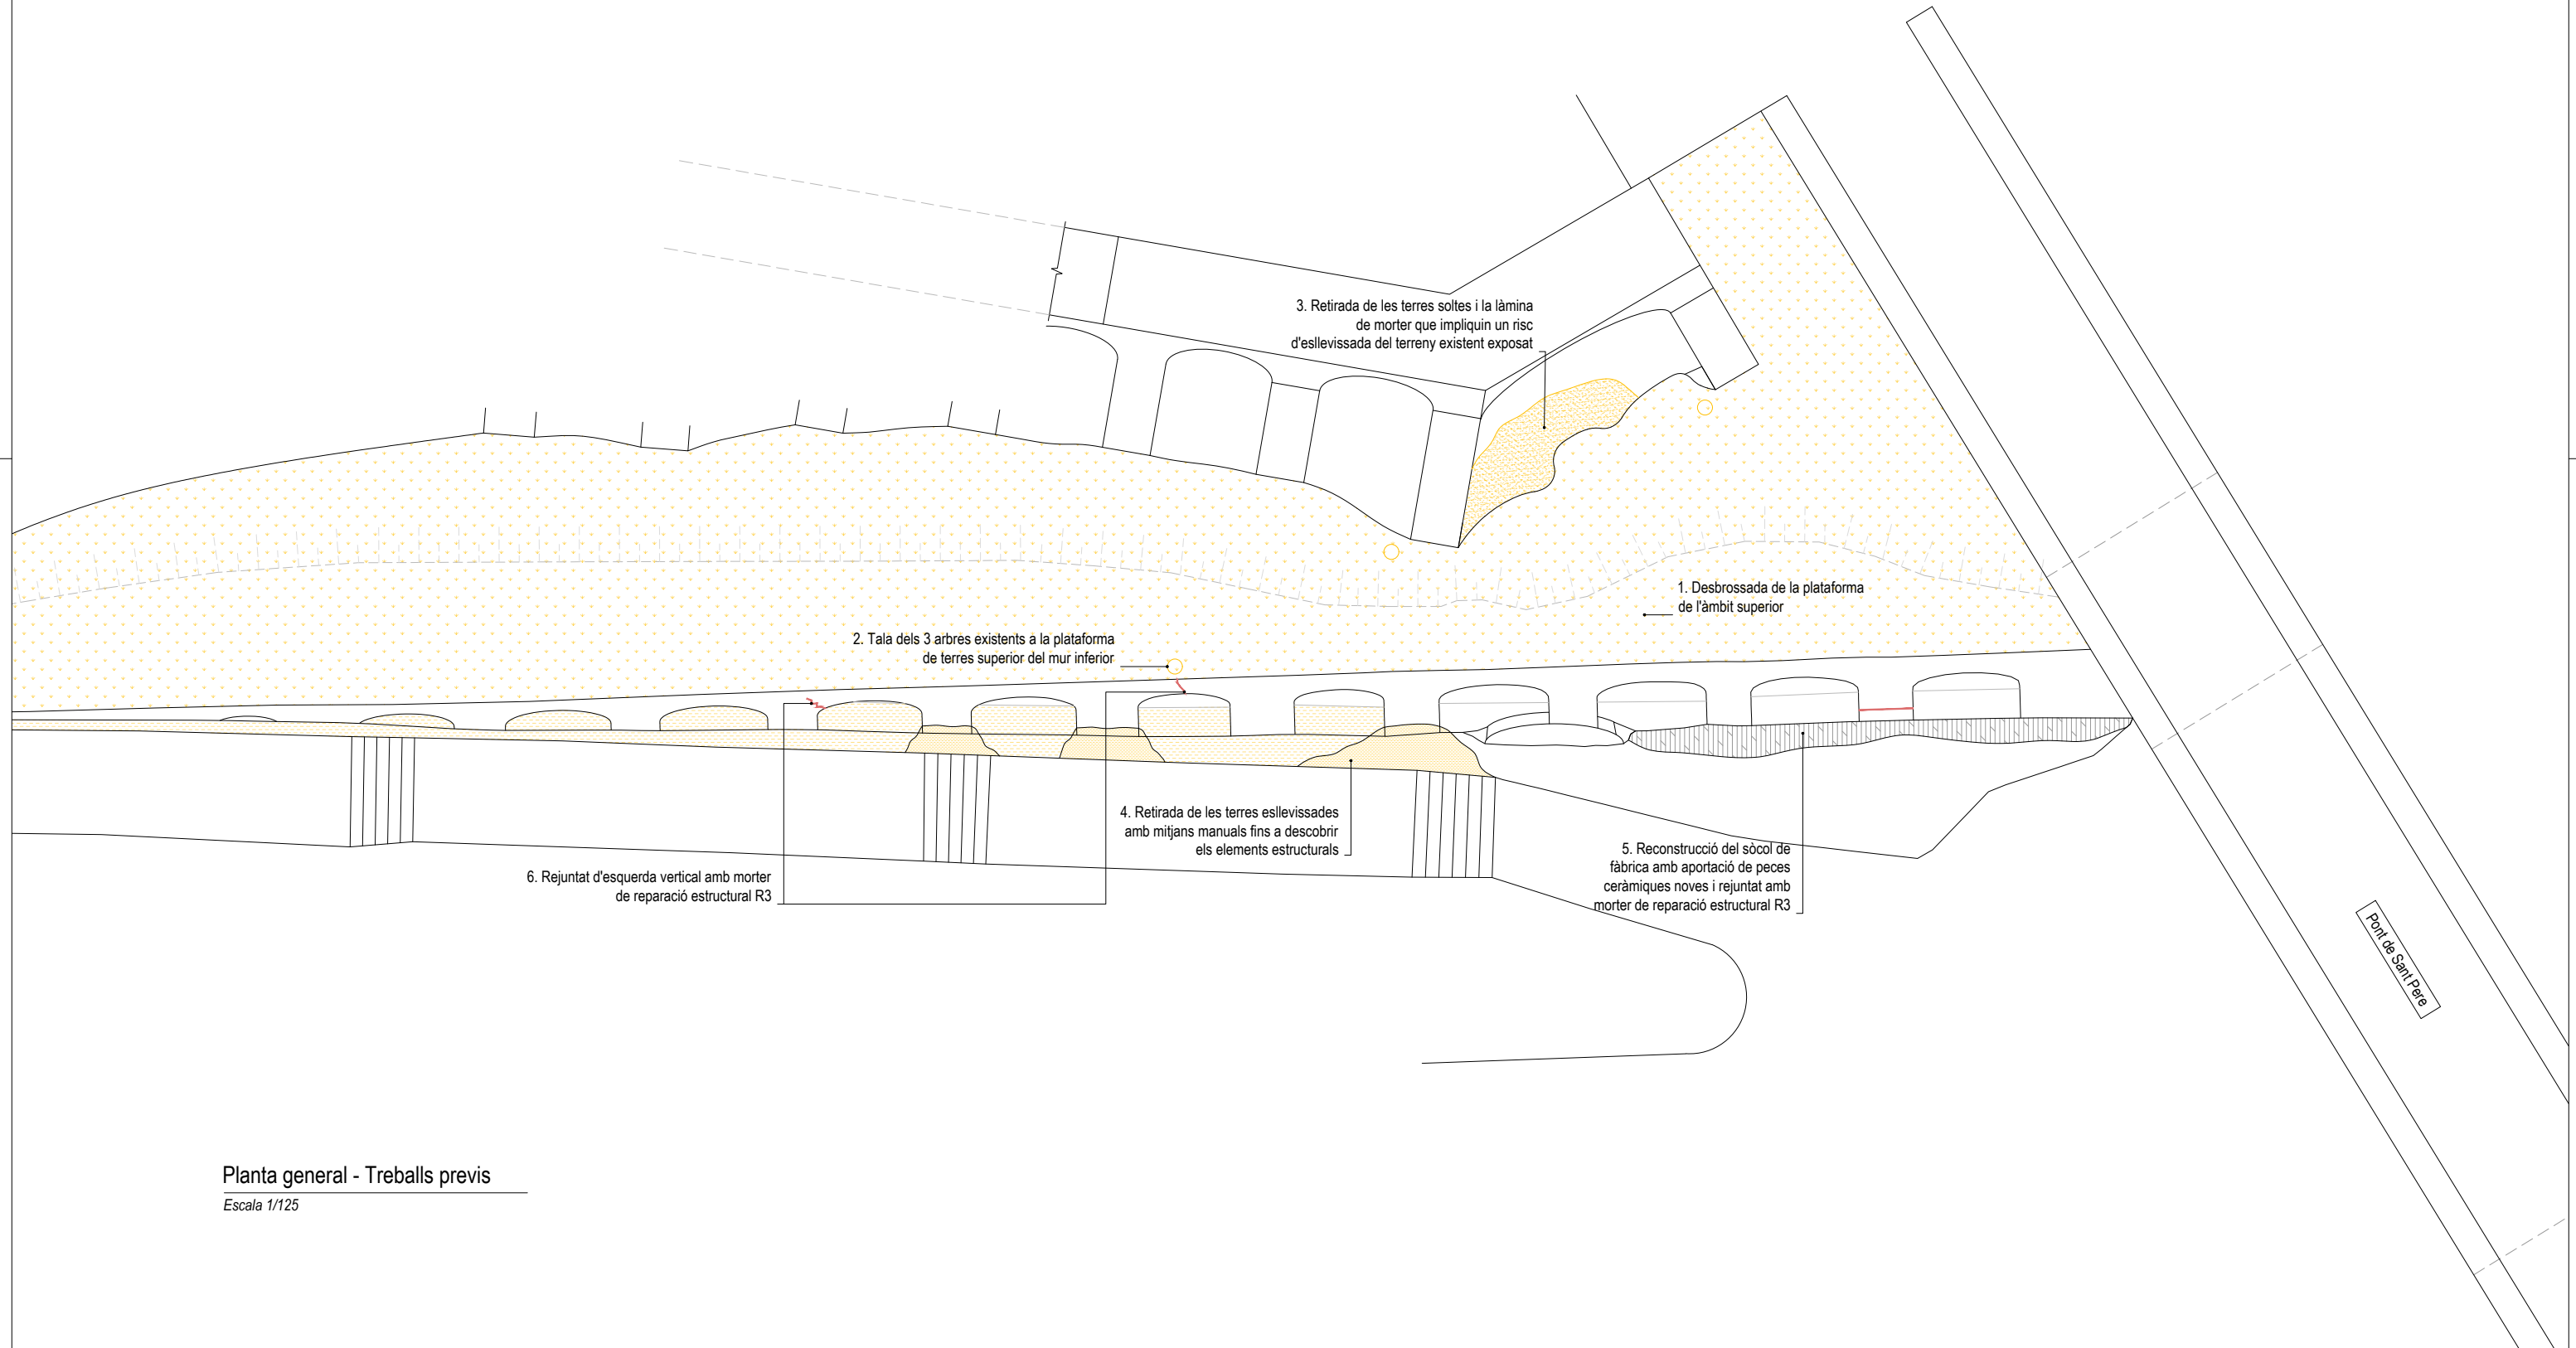 3. Retirada de les terres soltes i la làmina
de morter que impliquin un risc
d'esllevissada del terreny existent exposat
1. Desbrossada de la plataforma
de l'àmbit superior
2. Tala dels 3 arbres existents a la plataforma
de terres superior del mur inferior
4. Retirada de les terres esllevissades
amb mitjans manuals fins a descobrir
els elements estructurals
5. Reconstrucció del sòcol de
fàbrica amb aportació de peces
ceràmiques noves i rejuntat amb
morter de reparació estructural R3
6. Rejuntat d'esquerda vertical amb morter
de reparació estructural R3
Pont de Sant Pere
Planta general - Treballs previs
Escala 1/125